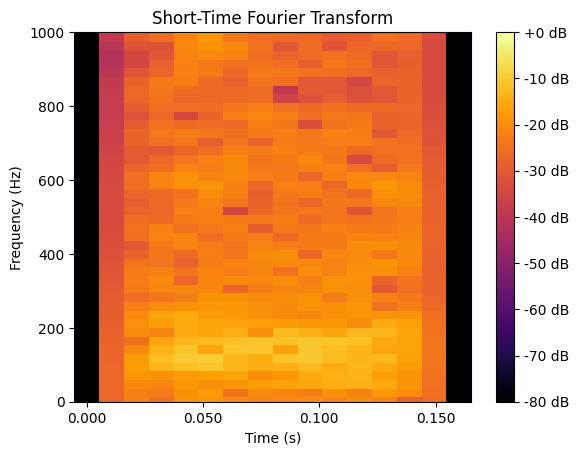 Short-Time Fourier Transform
1000
800
600
400
200
0
Frequency (Hz)
0.000
0.050
0.100
0.150
Time (s)
+0 dB
-10 dB
-20 dB
-30 dB
-40 dB
-50 dB
-60 dB
-70 dB
-80 dB